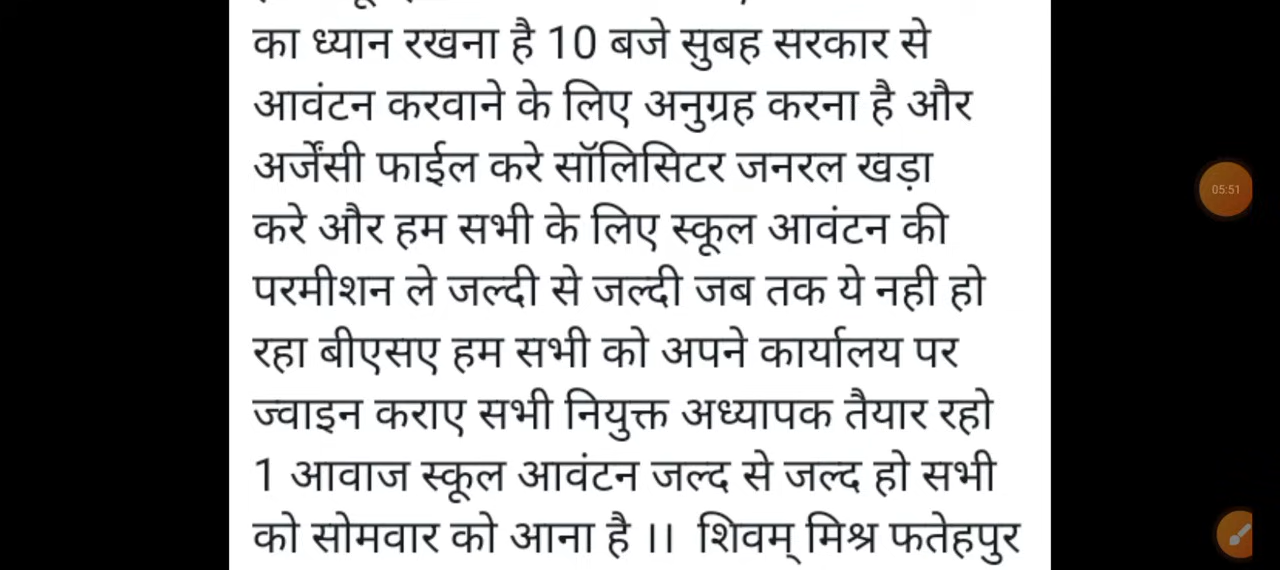 का ध्यान रखना है 10 बजे सुबह सरकार से
आवंटन करवाने के लिए अनुग्रह करना है और
अर्जेंसी फाईल करे सॉलिसिटर जनरल खड़ा
करे और हम सभी के लिए स्कूल आवंटन की
परमीशन ले जल्दी से जल्दी जब तक ये नही हो
रहा बीएसए हम सभी को अपने कार्यालय पर
ज्वाइन कराए सभी नियुक्त अध्यापक तैयार रहो
1 आवाज स्कूल आवंटन जल्द से जल्द हो सभी
को सोमवार को आना है ।। शिवम् मिश्र फतेहपुर
05:51